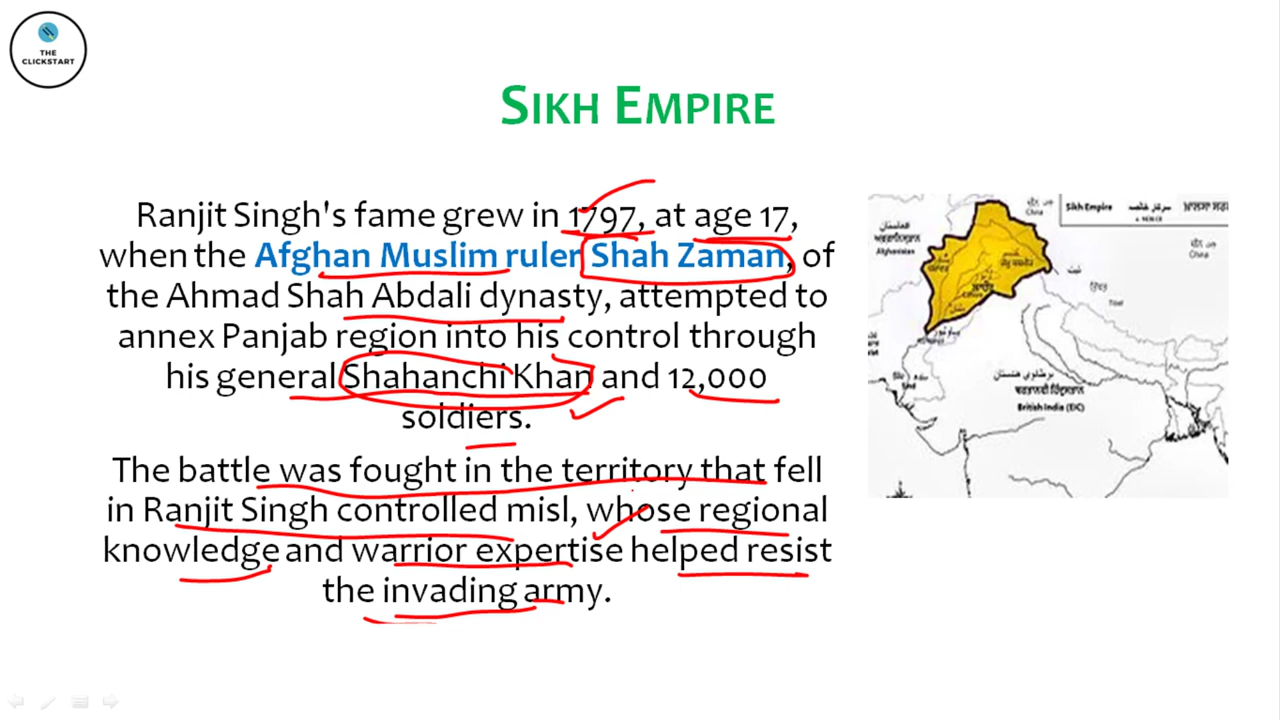 THE
CLICKSTART
SIKH EMPIRE
Ranjit Singh's fame grew in 1797, at age 17,
when the Afghan Muslim ruler Shah Zaman, of
the Ahmad Shah Abdali dynasty, attempted to
annex Panjab region into his control through
his general Shahanchi Khan and 12,000
soldiers.
The battle was fought in the territory that fell
in Ranjit Singh controlled misl, whose regional
knowledge and warrior expertise helped resist
the invading army.
Sikh Empire
China
Afghanistan
China
Tibet
British India (EIC)